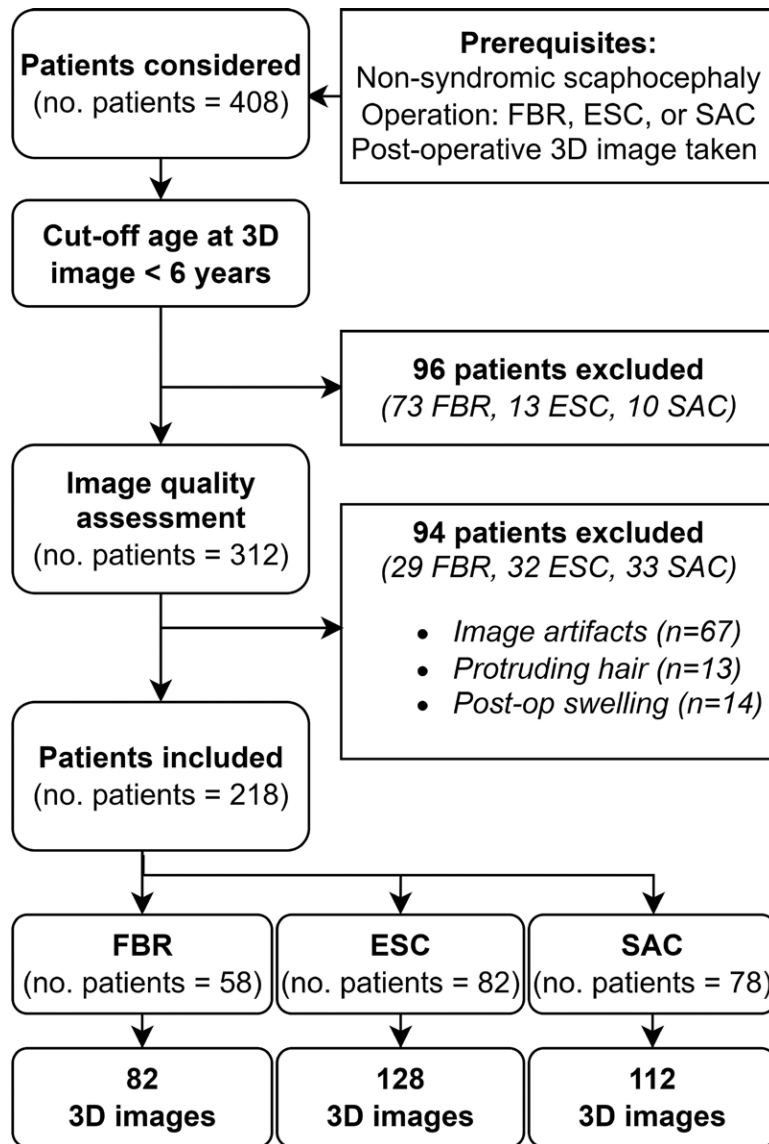 Patients considered
(no. patients = 408)
Prerequisites:
Non-syndromic scaphocephaly
Operation: FBR, ESC, or SAC
Post-operative 3D image taken
Cut-off age at 3D
image < 6 years
96 patients excluded
(73 FBR, 13 ESC, 10 SAC)
Image quality
assessment
(no. patients = 312)
94 patients excluded
(29 FBR, 32 ESC, 33 SAC)
• Image artifacts (n=67)
• Protruding hair (n=13)
• Post-op swelling (n=14)
Patients included
(no. patients = 218)
FBR
(no. patients = 58)
ESC
(no. patients = 82)
SAC
(no. patients = 78)
82
3D images
128
3D images
112
3D images